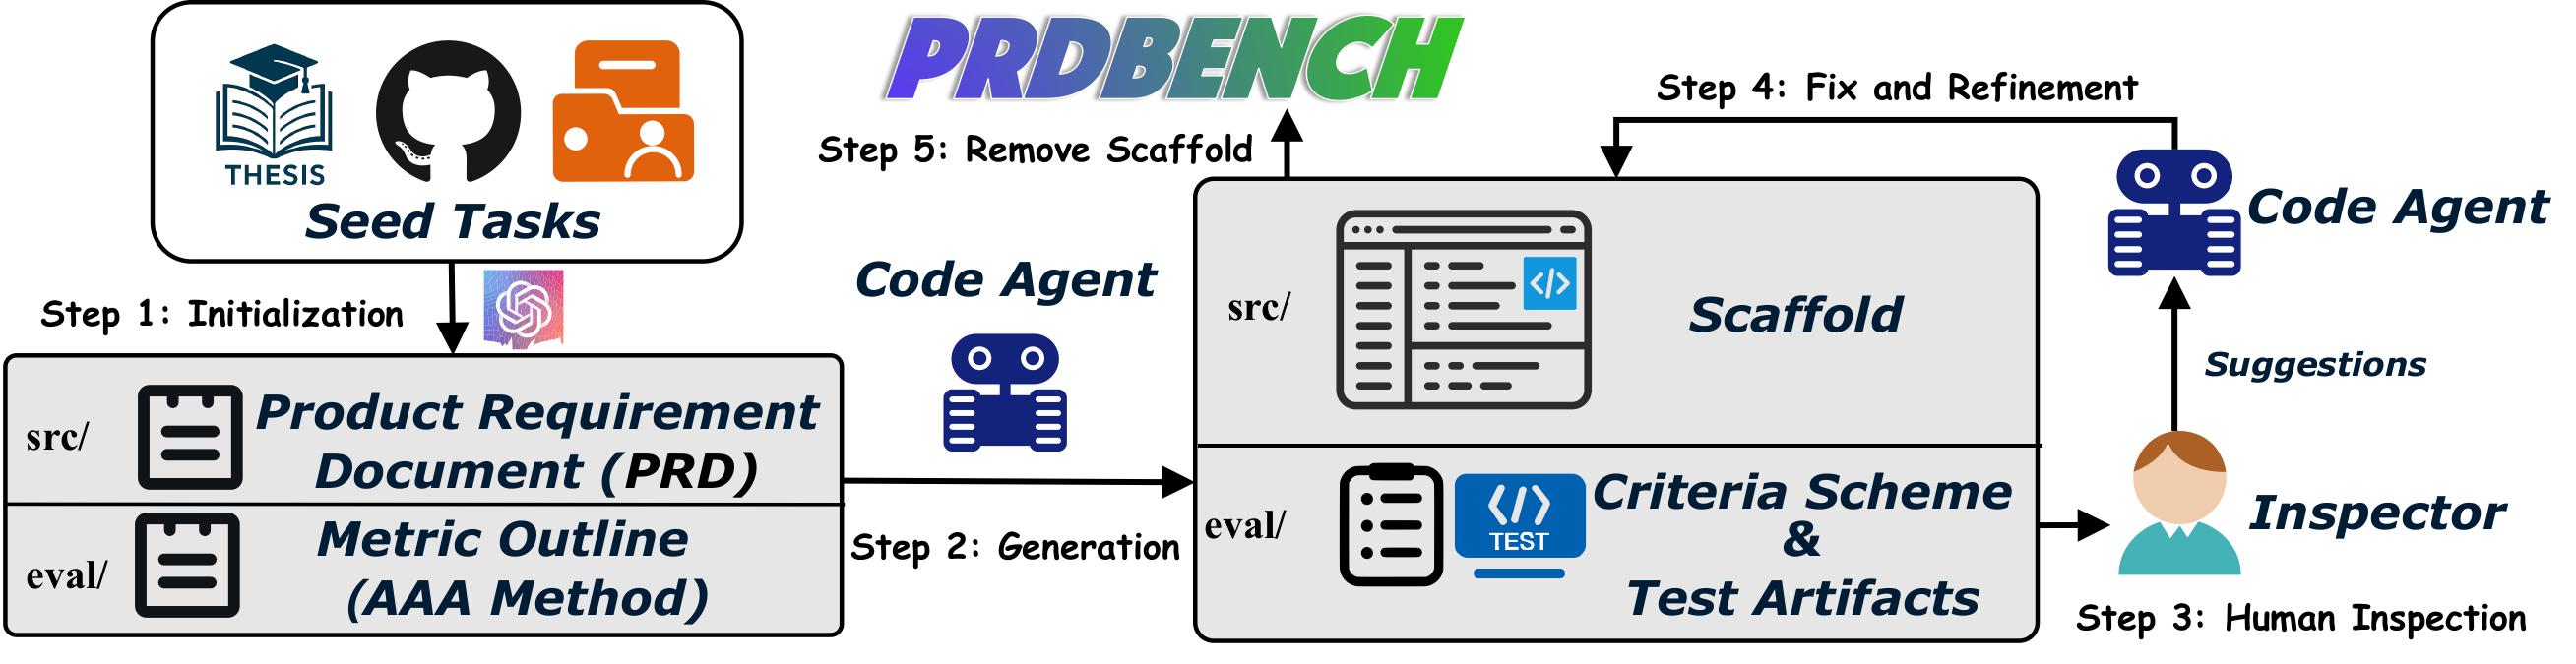 THESIS
Seed Tasks
Step 1: Initialization
src/
Product Requirement
Document (PRD)
eval/
Metric Outline
(AAA Method)
Code Agent
Step 2: Generation
PRDBENCH
Step 5: Remove Scaffold
src/
</>
Scaffold
eval/
</>
TEST
Criteria Scheme
&
Test Artifacts
Step 4: Fix and Refinement
Code Agent
Suggestions
Inspector
Step 3: Human Inspection